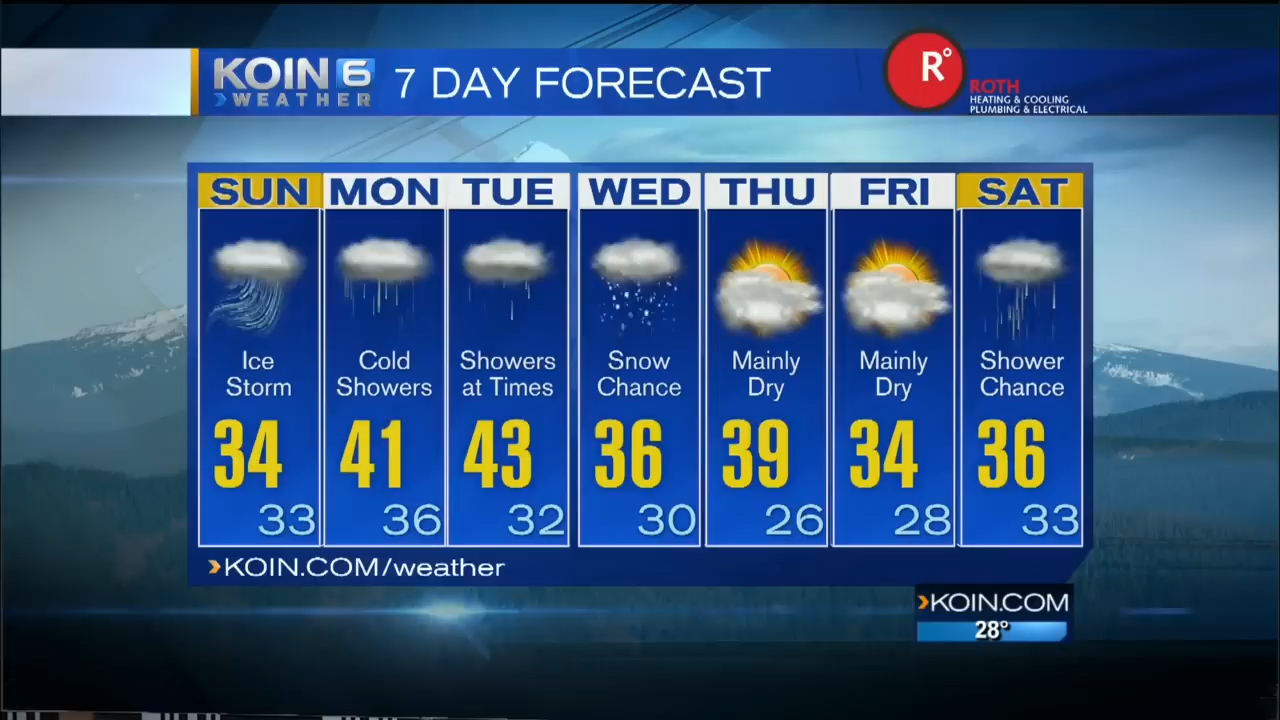 KOIN 6
WEATHER
7 DAY FORECAST
R°
ROTH
HEATING & COOLING
PLUMBING & ELECTRICAL
SUN MON TUE WED THU FRI SAT
Ice Storm
Cold Showers
Showers at Times
Snow Chance
Mainly Dry
Mainly Dry
Shower Chance
34 41 43 36 39 34 36
33 36 32 30 26 28 33
KOIN.COM/weather
KOIN.COM
28°